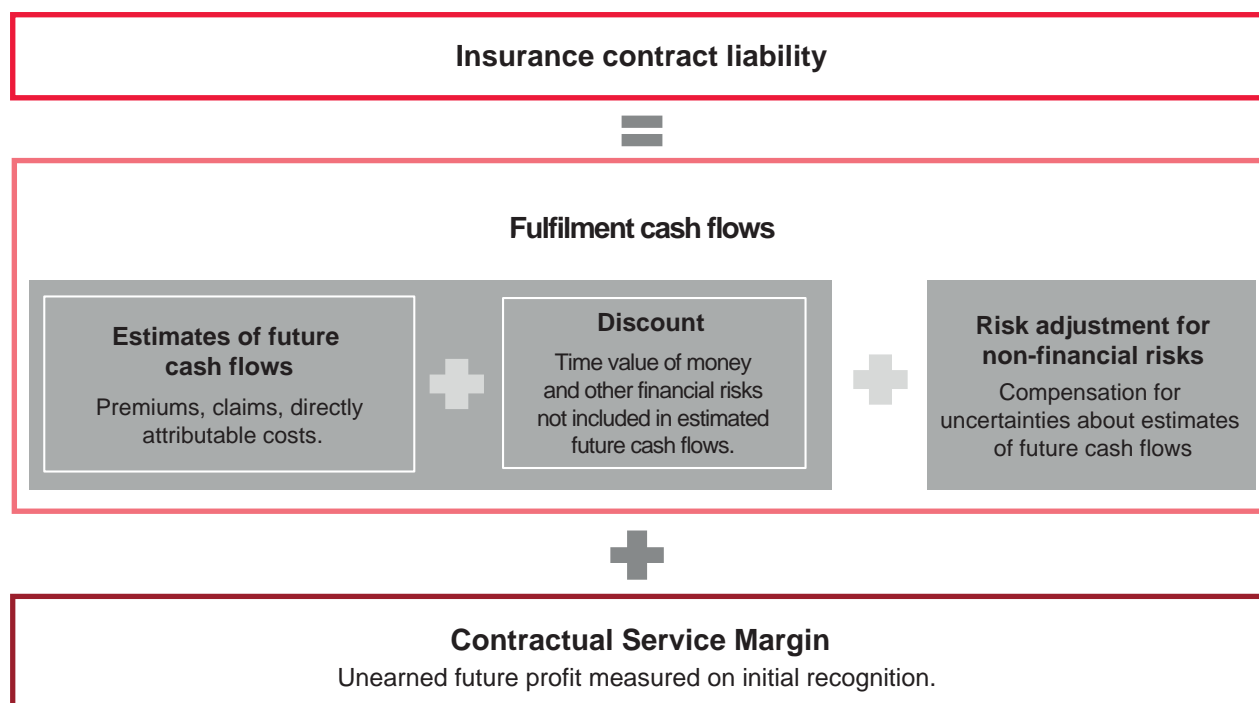 Insurance contract liability
=
Fulfilment cash flows
Estimates of future
cash flows
Premiums, claims, directly
attributable costs.
+
Discount
Time value of money
and other financial risks
not included in estimated
future cash flows.
+
Risk adjustment for
non-financial risks
Compensation for
uncertainties about estimates
of future cash flows
+
Contractual Service Margin
Unearned future profit measured on initial recognition.